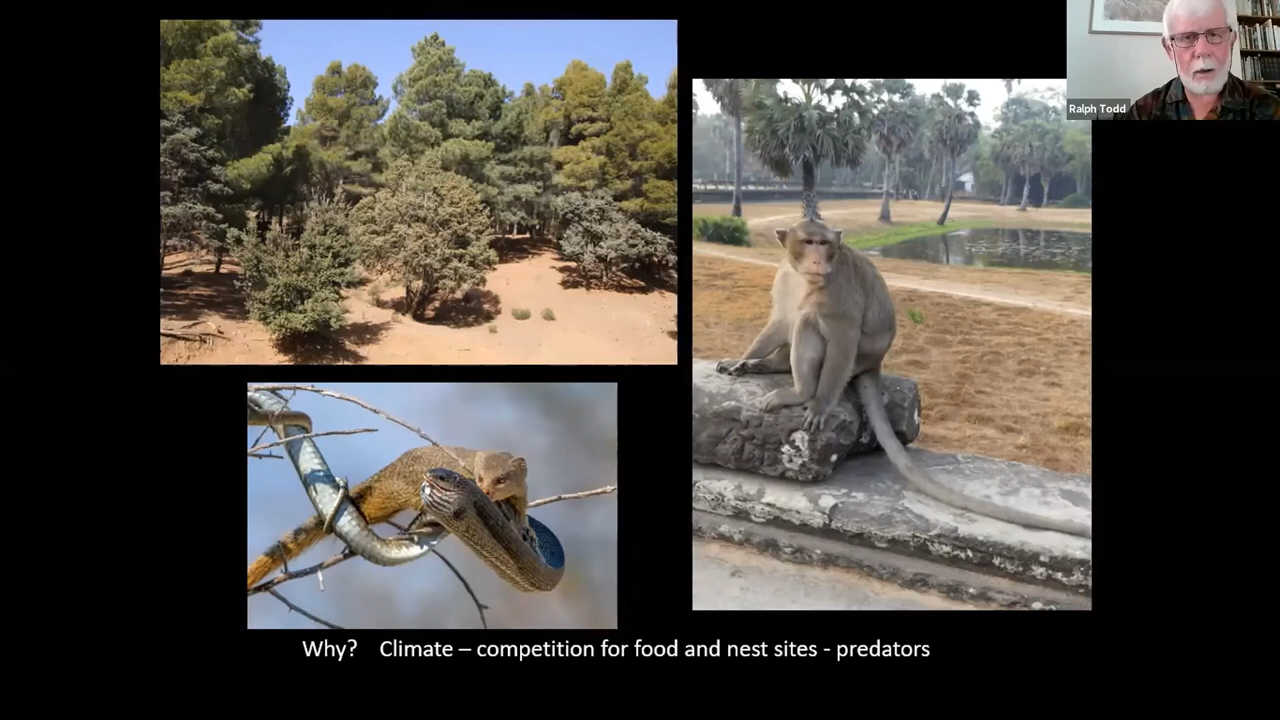 Ralph Todd
Why? Climate – competition for food and nest sites - predators